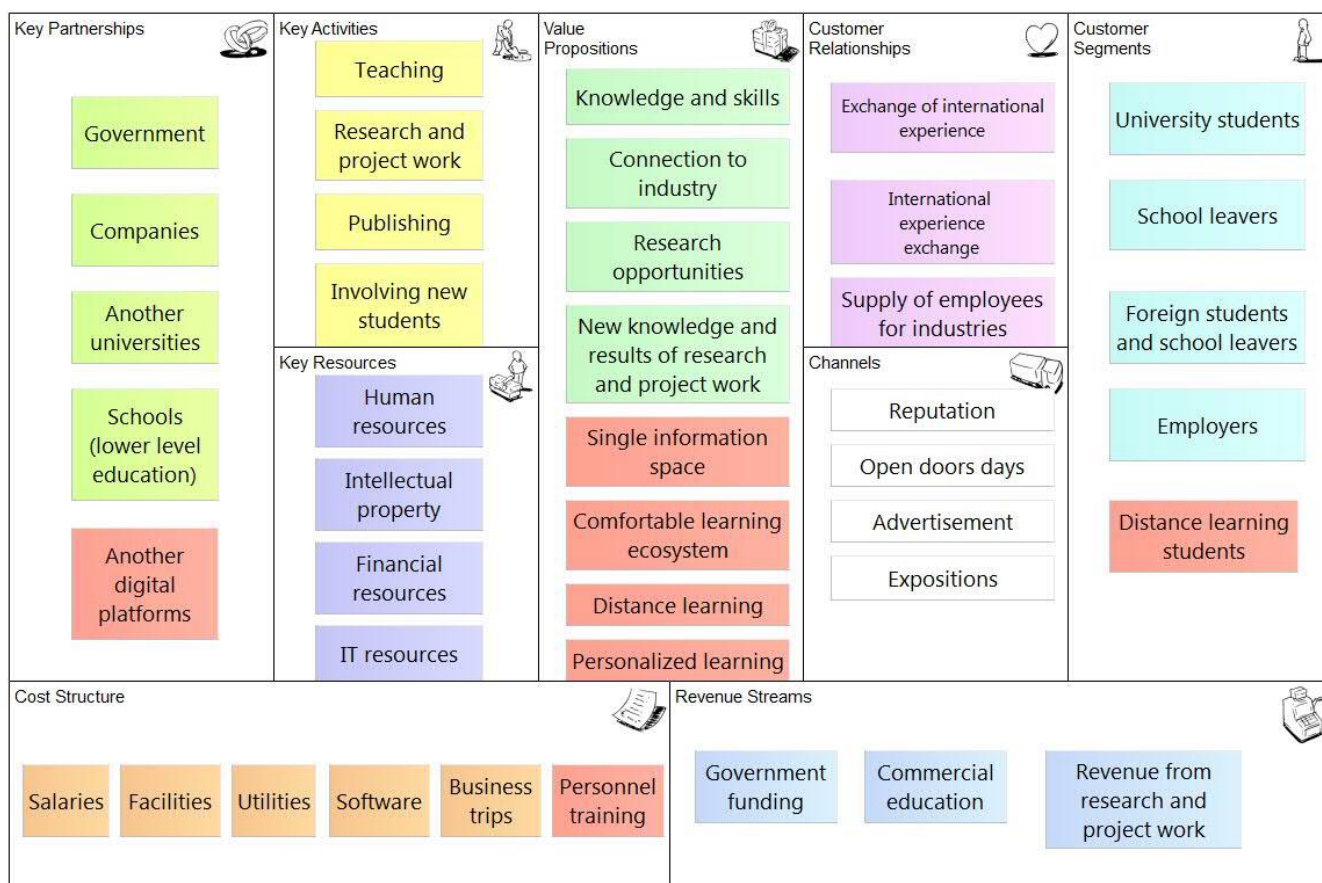 Key Partnerships
Government
Companies
Another
universities
Schools
(lower level
education)
Another
digital
platforms
Key Activities
Teaching
Research and
project work
Publishing
Involving new
students
Key Resources
Human
resources
Intellectual
property
Financial
resources
IT resources
Value
Propositions
Knowledge and skills
Connection to
industry
Research
opportunities
New knowledge and
results of research
and project work
Single information
space
Comfortable learning
ecosystem
Distance learning
Personalized learning
Customer
Relationships
Exchange of international
experience
International
experience
exchange
Supply of employees
for industries
Channels
Reputation
Open doors days
Advertisement
Expositions
Customer
Segments
University students
School leavers
Foreign students
and school leavers
Employers
Distance learning
students
Cost Structure
Salaries
Facilities
Utilities
Software
Business
trips
Personnel
training
Revenue Streams
Government
funding
Commercial
education
Revenue from
research and
project work